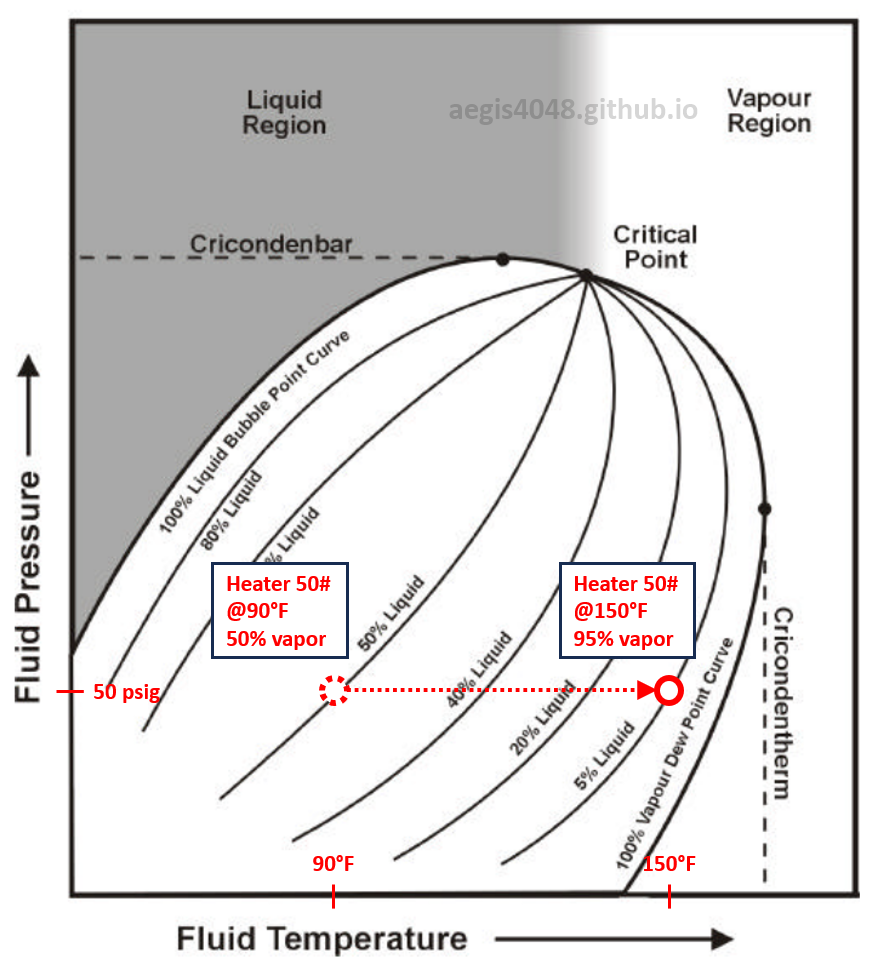 Liquid
Region
aegis4048.github.io
Vapour
Region
Cricondenbar
Critical
Point
100% Liquid Bubble Point Curve
80% Liquid
% Liquid
50% Liquid
40% Liquid
20% Liquid
5% Liquid
100% Vapour Dew Point Curve
Cricondentherm
Heater 50#
@90°F
50% vapor
Heater 50#
@150°F
95% vapor
50 psig
90°F
150°F
Fluid Pressure
Fluid Temperature